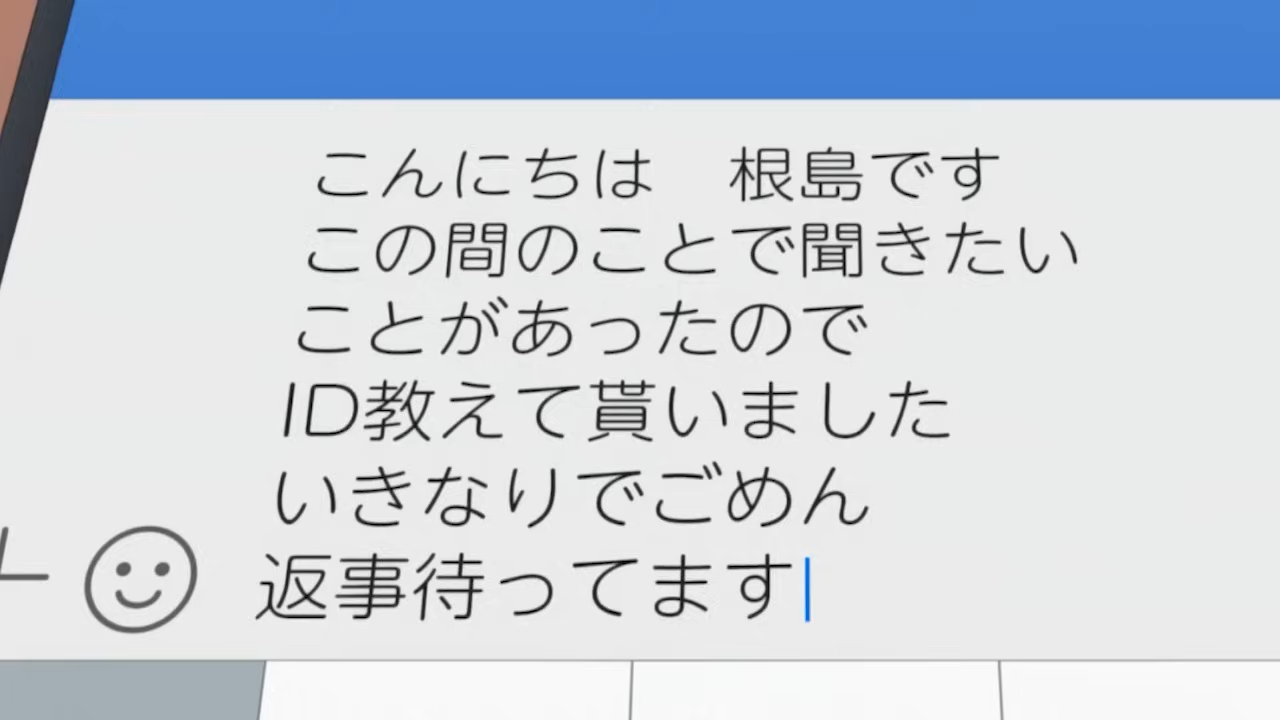 こんにちは　根島です
この間のことで聞きたい
ことがあったので
ID教えて貰いました
いきなりでごめん
返事待ってます